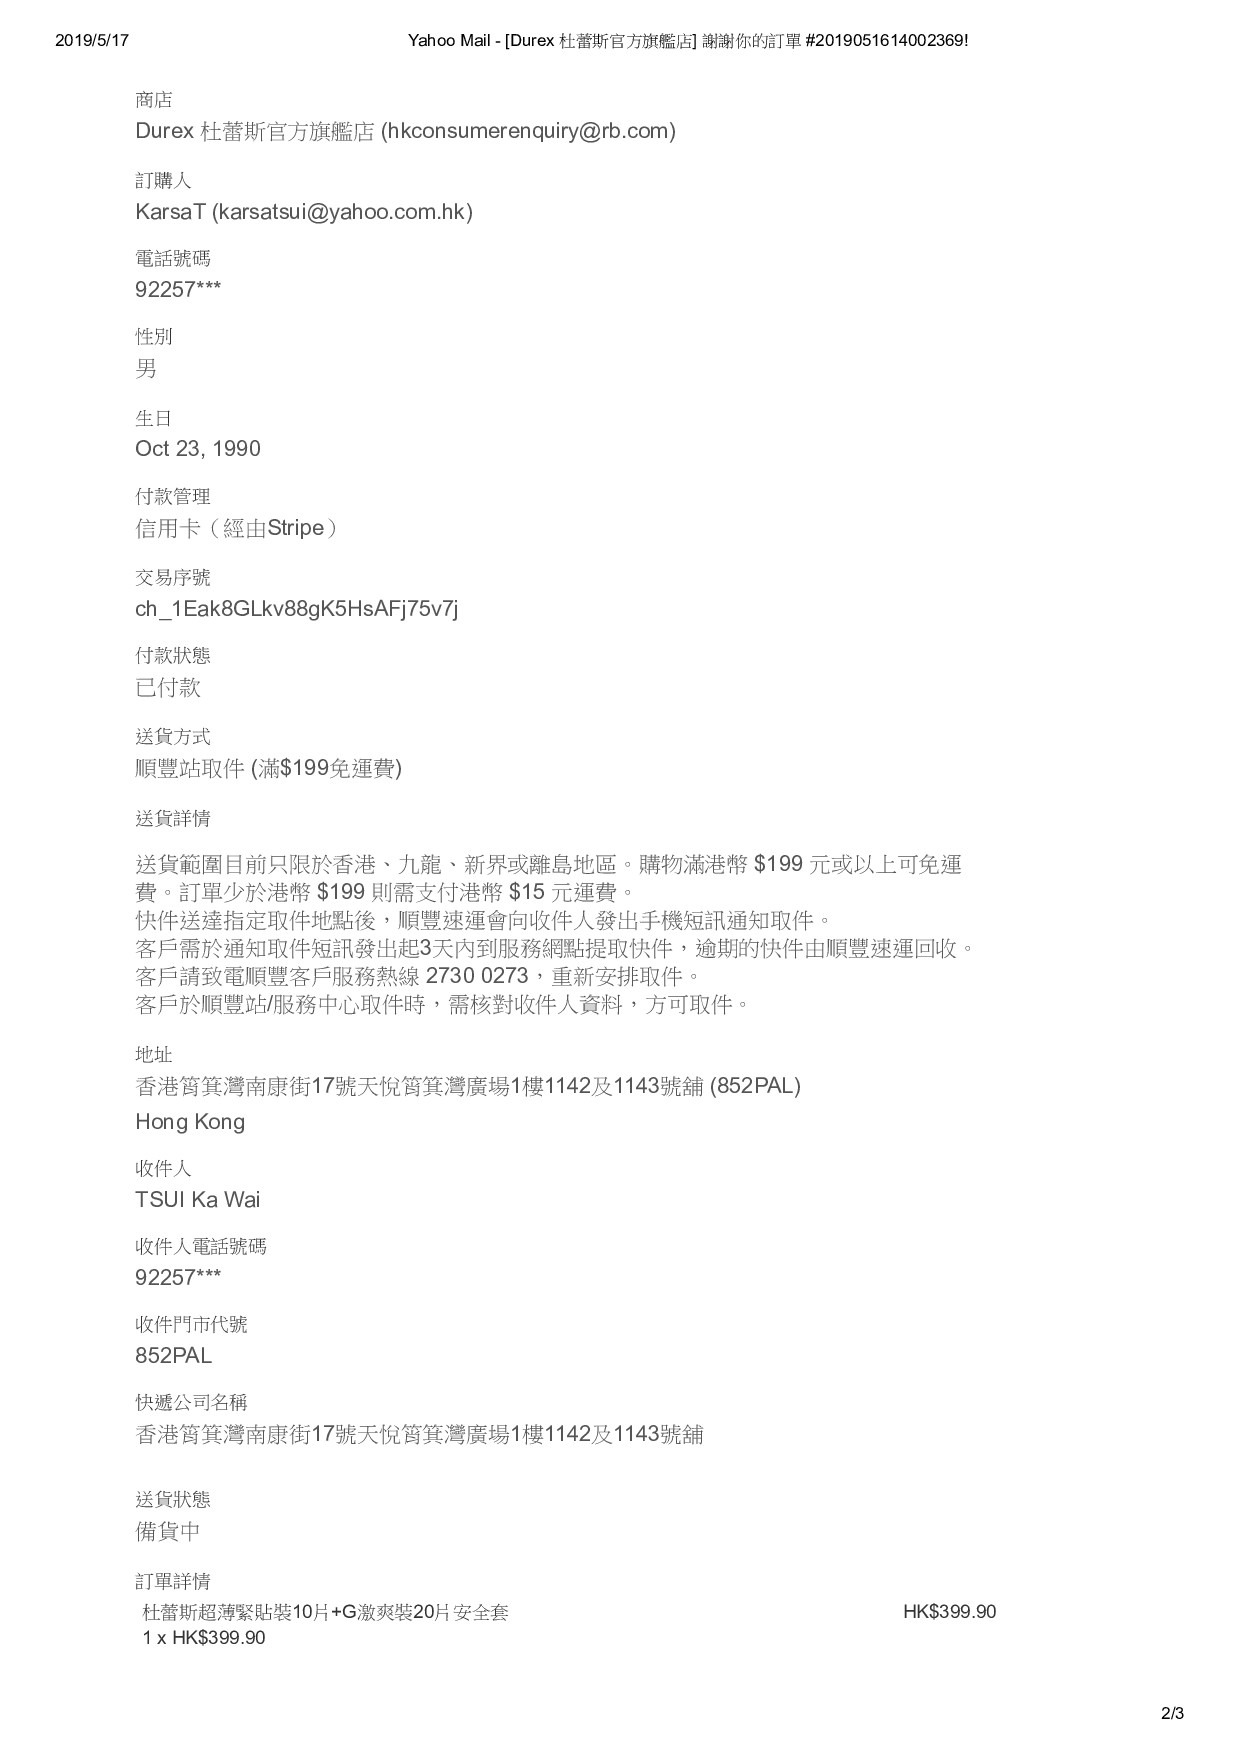 2019/5/17
Yahoo Mail - [Durex 杜蕾斯官方旗艦店] 謝謝你的訂單 #2019051614002369!
商店
Durex 杜蕾斯官方旗艦店 (hkconsumerenquiry@rb.com)
訂購人
KarsaT (karsatsui@yahoo.com.hk)
電話號碼
92257***
性別
男
生日
Oct 23, 1990
付款管理
信用卡（經由Stripe）
交易序號
ch_1Eak8GLkv88gK5HsAFj75v7j
付款狀態
已付款
送貨方式
順豐站取件 (滿$199免運費)
送貨詳情
送貨範圍目前只限於香港、九龍、新界或離島地區。購物滿港幣 $199 元或以上可免運
費。訂單少於港幣 $199 則需支付港幣 $15 元運費。
快件送達指定取件地點後，順豐速運會向收件人發出手機短訊通知取件。
客戶需於通知取件短訊發出起3天內到服務網點提取快件，逾期的快件由順豐速運回收。
客戶請致電順豐客戶服務熱線 2730 0273，重新安排取件。
客戶於順豐站/服務中心取件時，需核對收件人資料，方可取件。
地址
香港筲箕灣南康街17號天悅筲箕灣廣場1樓1142及1143號舖 (852PAL)
Hong Kong
收件人
TSUI Ka Wai
收件人電話號碼
92257***
收件門市代號
852PAL
快遞公司名稱
香港筲箕灣南康街17號天悅筲箕灣廣場1樓1142及1143號舖
送貨狀態
備貨中
訂單詳情
杜蕾斯超薄緊貼裝10片+G激爽裝20片安全套 HK$399.90
1 x HK$399.90
2/3